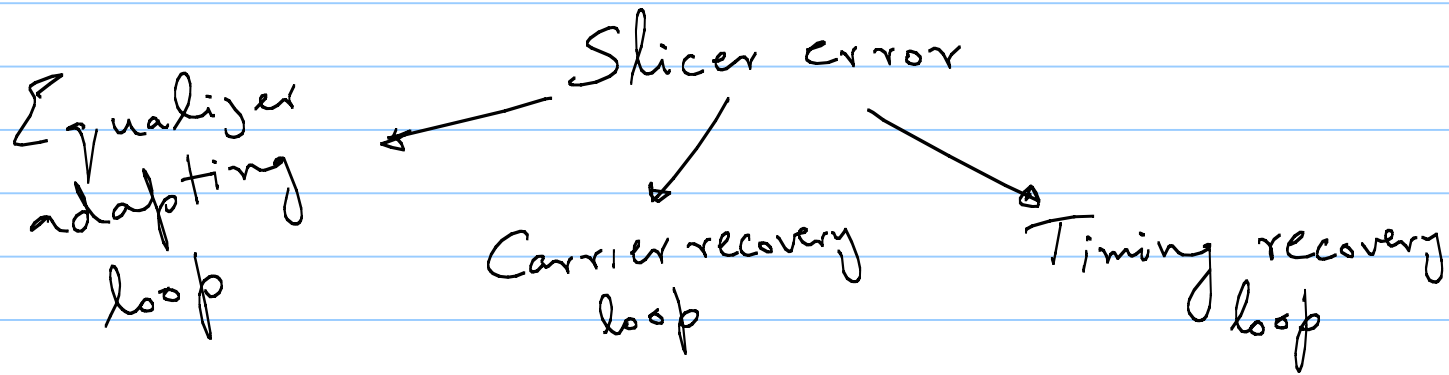 Slicer error
Equalizer
adapting
loop
Carrier recovery
loop
Timing recovery
loop